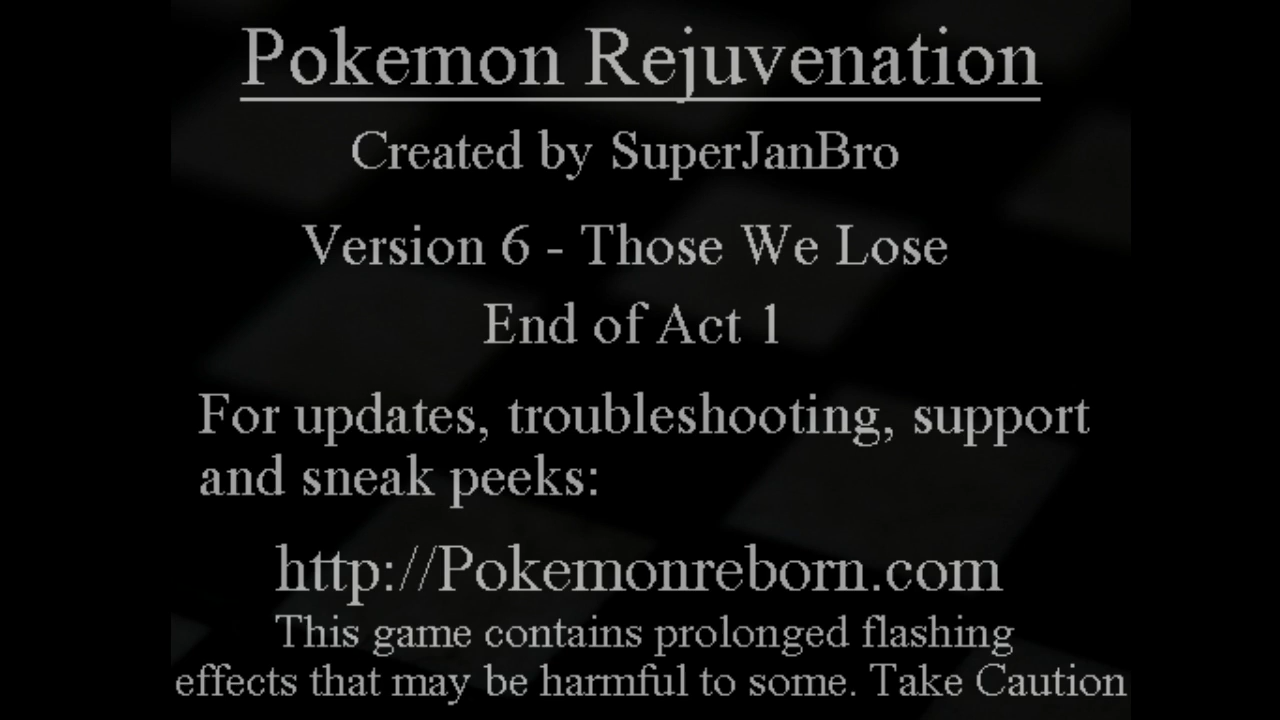 Pokemon Rejuvenation
Created by SuperJanBro
Version 6 - Those We Lose
End of Act 1
For updates, troubleshooting, support
and sneak peeks:
http://Pokemonreborn.com
This game contains prolonged flashing
effects that may be harmful to some. Take Caution